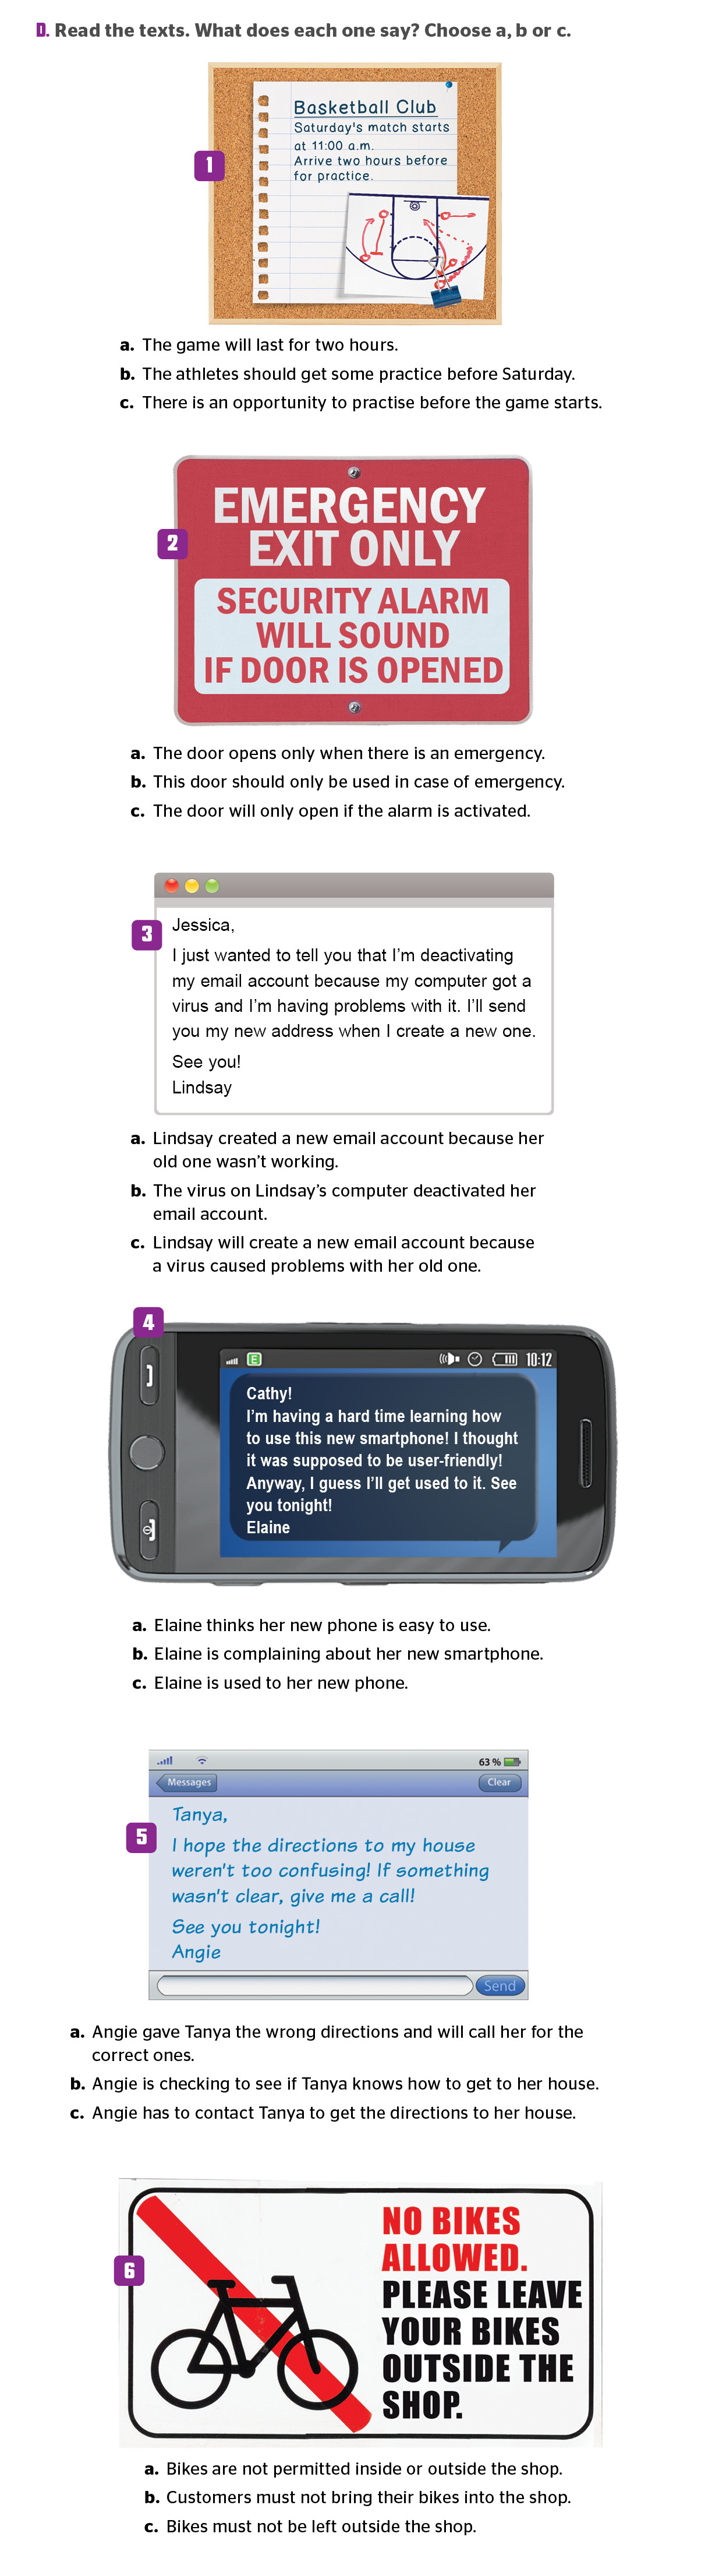 D. Read the texts. What does each one say? Choose a, b or c.
1
Basketball Club
Saturday's match starts
at 11:00 a.m.
Arrive two hours before
for practice.
a. The game will last for two hours.
b. The athletes should get some practice before Saturday.
c. There is an opportunity to practise before the game starts.
2
EMERGENCY
EXIT ONLY
SECURITY ALARM
WILL SOUND
IF DOOR IS OPENED
a. The door opens only when there is an emergency.
b. This door should only be used in case of emergency.
c. The door will only open if the alarm is activated.
3
Jessica,
I just wanted to tell you that I'm deactivating
my email account because my computer got a
virus and I'm having problems with it. I'll send
you my new address when I create a new one.
See you!
Lindsay
a. Lindsay created a new email account because her
old one wasn't working.
b. The virus on Lindsay's computer deactivated her
email account.
c. Lindsay will create a new email account because
a virus caused problems with her old one.
4
E 10:12
Cathy!
I'm having a hard time learning how
to use this new smartphone! I thought
it was supposed to be user-friendly!
Anyway, I guess I'll get used to it. See
you tonight!
Elaine
a. Elaine thinks her new phone is easy to use.
b. Elaine is complaining about her new smartphone.
c. Elaine is used to her new phone.
63 %
Messages Clear
5
Tanya,
I hope the directions to my house
weren't too confusing! If something
wasn't clear, give me a call!
See you tonight!
Angie
Send
a. Angie gave Tanya the wrong directions and will call her for the
correct ones.
b. Angie is checking to see if Tanya knows how to get to her house.
c. Angie has to contact Tanya to get the directions to her house.
6
NO BIKES
ALLOWED.
PLEASE LEAVE
YOUR BIKES
OUTSIDE THE
SHOP.
a. Bikes are not permitted inside or outside the shop.
b. Customers must not bring their bikes into the shop.
c. Bikes must not be left outside the shop.